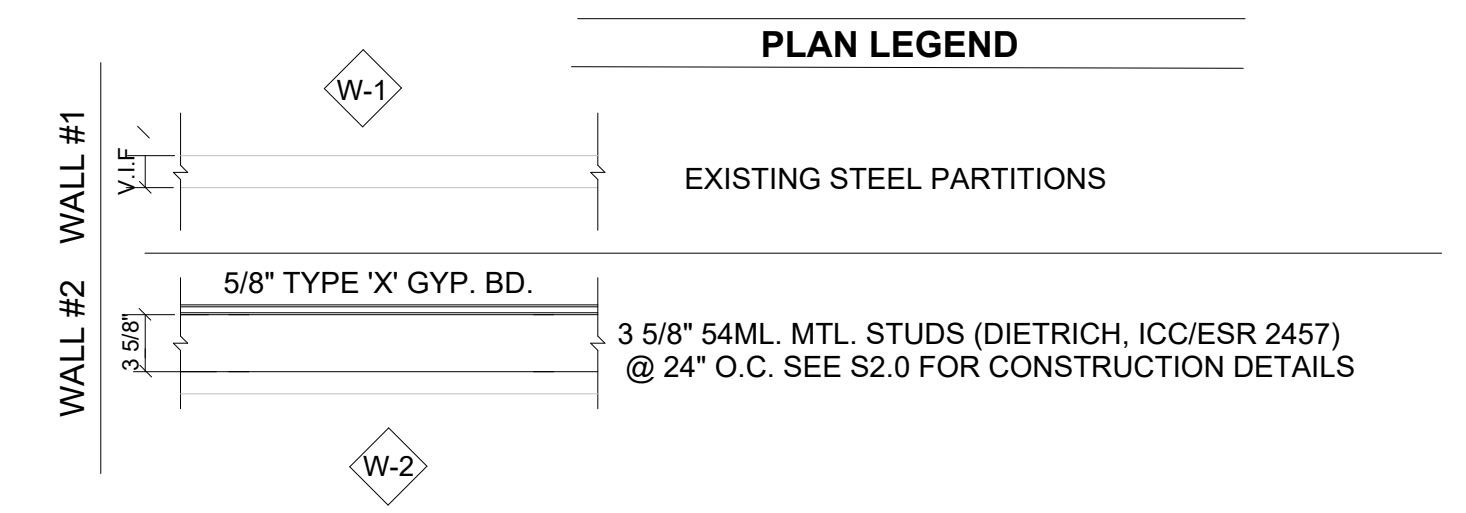 PLAN LEGEND
W-1
WALL #1
V.I.F
EXISTING STEEL PARTITIONS
WALL #2
5/8" TYPE 'X' GYP. BD.
3 5/8"
3 5/8" 54ML. MTL. STUDS (DIETRICH, ICC/ESR 2457)
@ 24" O.C. SEE S2.0 FOR CONSTRUCTION DETAILS
W-2